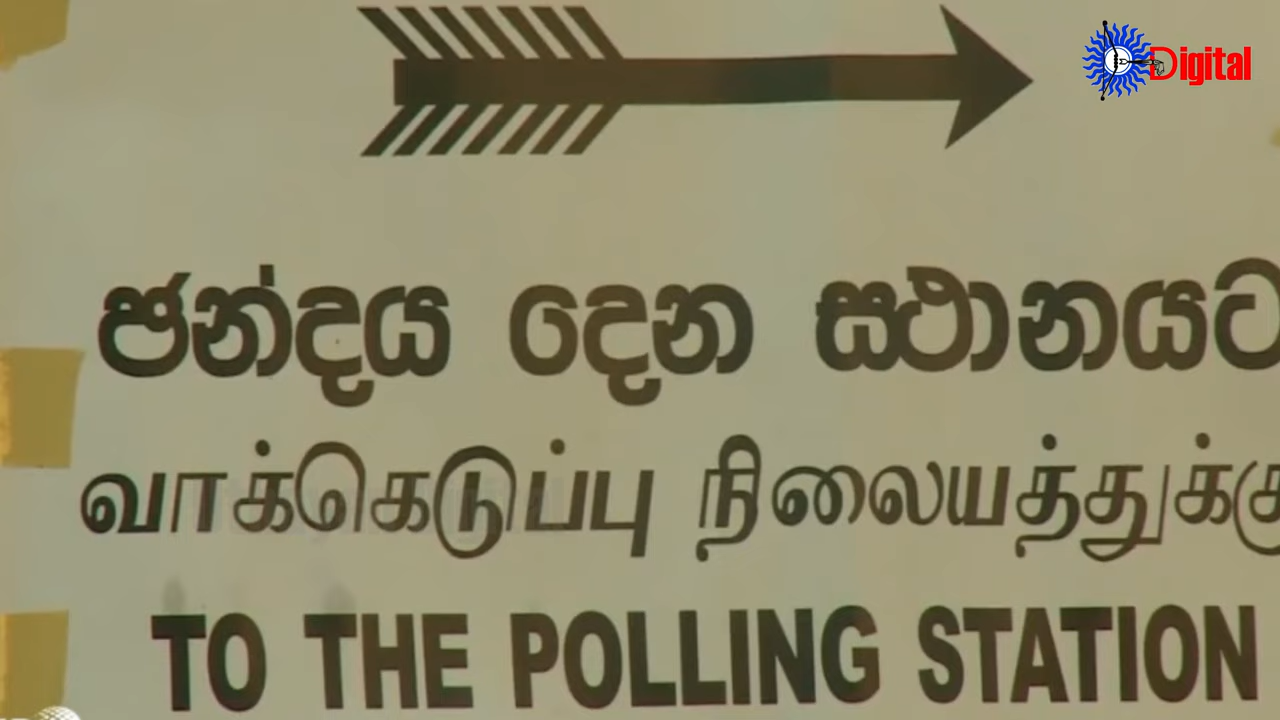 Digital
ඡන්දය දෙන ස්ථානයට
வாக்கெடுப்பு நிலையத்துக்கு
TO THE POLLING STATION